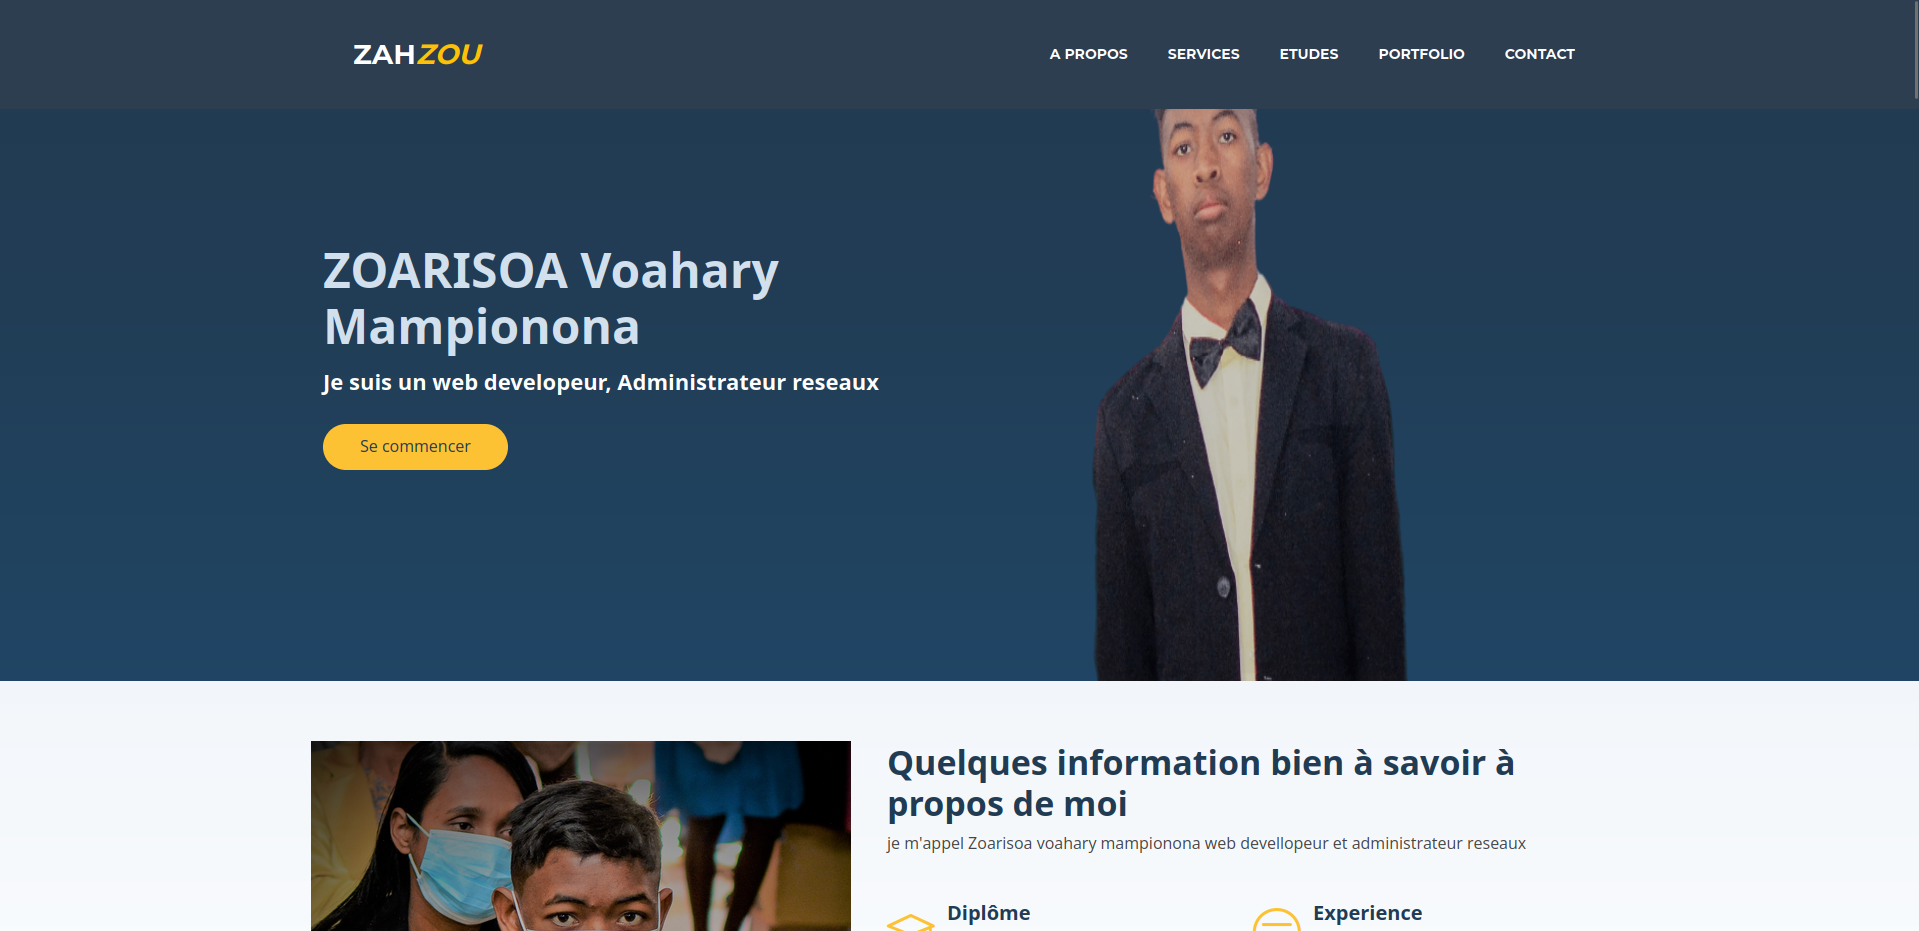 ZAHZOU
A PROPOS
SERVICES
ETUDES
PORTFOLIO
CONTACT
ZOARISOA Voahary
Mampionona
Je suis un web developeur, Administrateur reseaux
Se commencer
Quelques information bien à savoir à
propos de moi
je m'appel Zoarisoa voahary mampionona web devellopeur et administrateur reseaux
Diplôme
Experience